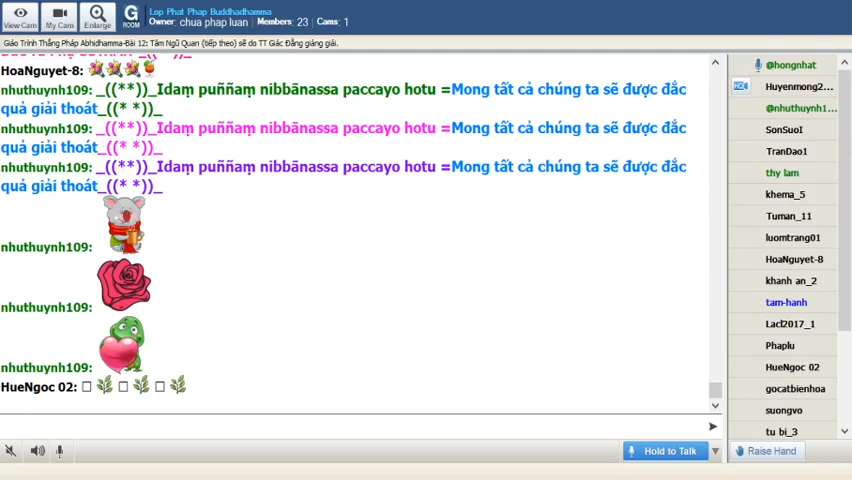 View Cam
My Cam
Enlarge
G
ROOM
Lop Phat Phap Buddhadhamma
Owner: chua phap luan Members: 23 Cams: 1
Giáo Trình Thắng Pháp Abhidhamma-Bài 12: Tâm Ngũ Quan (tiếp theo) sẽ do TT Giác Đẳng giảng giải.
HoaNguyet-8:
nhuthuynh109: _((**))_Idaṃ puññaṃ nibbānassa paccayo hotu =Mong tất cả chúng ta sẽ được đắc
quả giải thoát_((* *))_
nhuthuynh109: _((**))_Idaṃ puññaṃ nibbānassa paccayo hotu =Mong tất cả chúng ta sẽ được đắc
quả giải thoát_((* *))_
nhuthuynh109: _((**))_Idaṃ puññaṃ nibbānassa paccayo hotu =Mong tất cả chúng ta sẽ được đắc
quả giải thoát_((* *))_
nhuthuynh109:
nhuthuynh109:
nhuthuynh109:
HueNgoc 02:
@hongnhat
Huyenmong2...
@nhuthuynh1...
SonSuoI
TranDao1
thy lam
khema_5
Tuman_11
luomtrang01
HoaNguyet-8
khanh an_2
tam-hanh
Lacl2017_1
Phaplu
HueNgoc 02
gocatbienhoa
suongvo
tu bi_3
Hold to Talk
Raise Hand